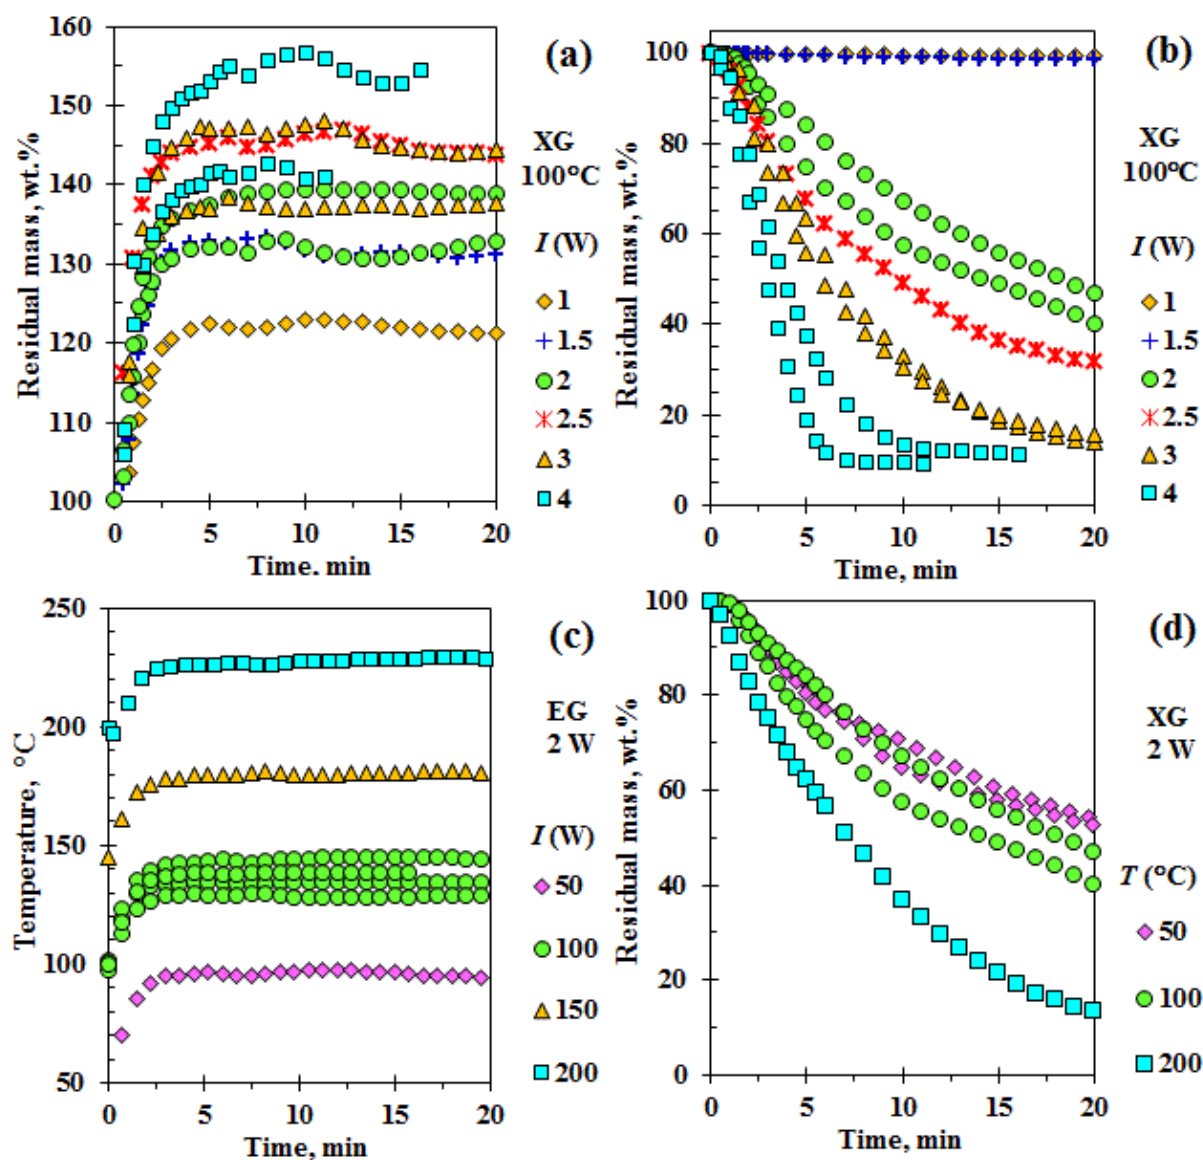 160
150
140
130
120
110
100
0
5
10
15
20
Residual mass, wt.%
Time. min
(a)
XG
100°C
I (W)
1
1.5
2
2.5
3
4
100
80
60
40
20
0
0
5
10
15
20
Residual mass, wt.%
Time, min
(b)
XG
100°C
I (W)
1
1.5
2
2.5
3
4
250
200
150
100
50
0
5
10
15
20
Temperature, °C
Time, min
(c)
EG
2 W
I (W)
50
100
150
200
100
80
60
40
20
0
0
5
10
15
20
Residual mass, wt.%
Time, min
(d)
XG
2 W
T (°C)
50
100
200